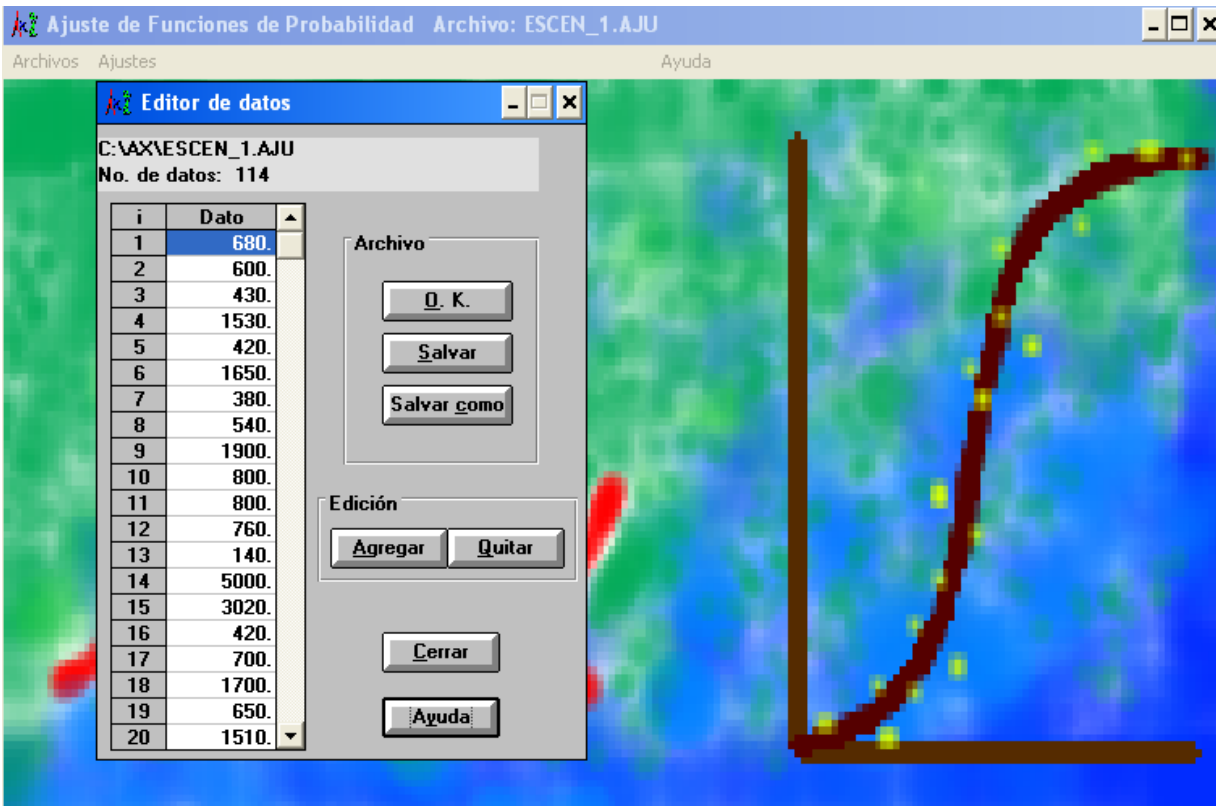 Ajuste de Funciones de Probabilidad Archivo: ESCEN_1.AJU
Archivos Ajustes Ayuda
Editor de datos
C:\AX\ESCEN_1.AJU
No. de datos: 114
i Dato
1 680.
2 600.
3 430.
4 1530.
5 420.
6 1650.
7 380.
8 540.
9 1900.
10 800.
11 800.
12 760.
13 140.
14 5000.
15 3020.
16 420.
17 700.
18 1700.
19 650.
20 1510.
Archivo
O. K.
Salvar
Salvar como
Edición
Agregar Quitar
Cerrar
Ayuda